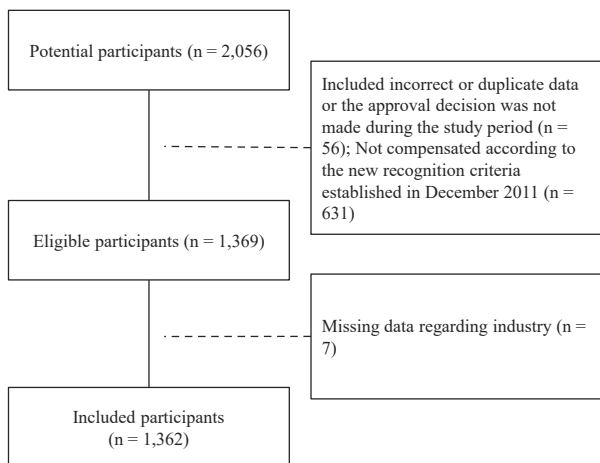 Potential participants (n = 2,056)
Included incorrect or duplicate data
or the approval decision was not
made during the study period (n =
56); Not compensated according to
the new recognition criteria
established in December 2011 (n =
631)
Eligible participants (n = 1,369)
Missing data regarding industry (n =
7)
Included participants
(n = 1,362)